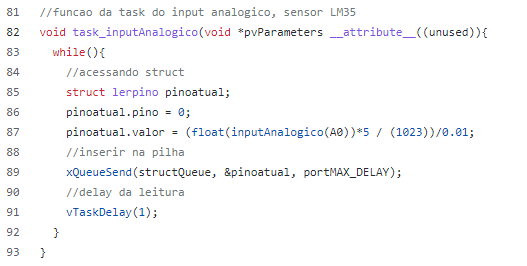 81 //funcao da task do input analogico, sensor LM35
82 void task_inputAnalogico(void *pvParameters __attribute__((unused)){
83   while(){
84     //acessando struct
85     struct lerpino pinoatual;
86     pinoatual.pino = 0;
87     pinoatual.valor = (float(inputAnalogico(A0))*5 / (1023))/0.01;
88     //inserir na pilha
89     xQueueSend(structQueue, &pinoatual, portMAX_DELAY);
90     //delay da leitura
91     vTaskDelay(1);
92   }
93 }